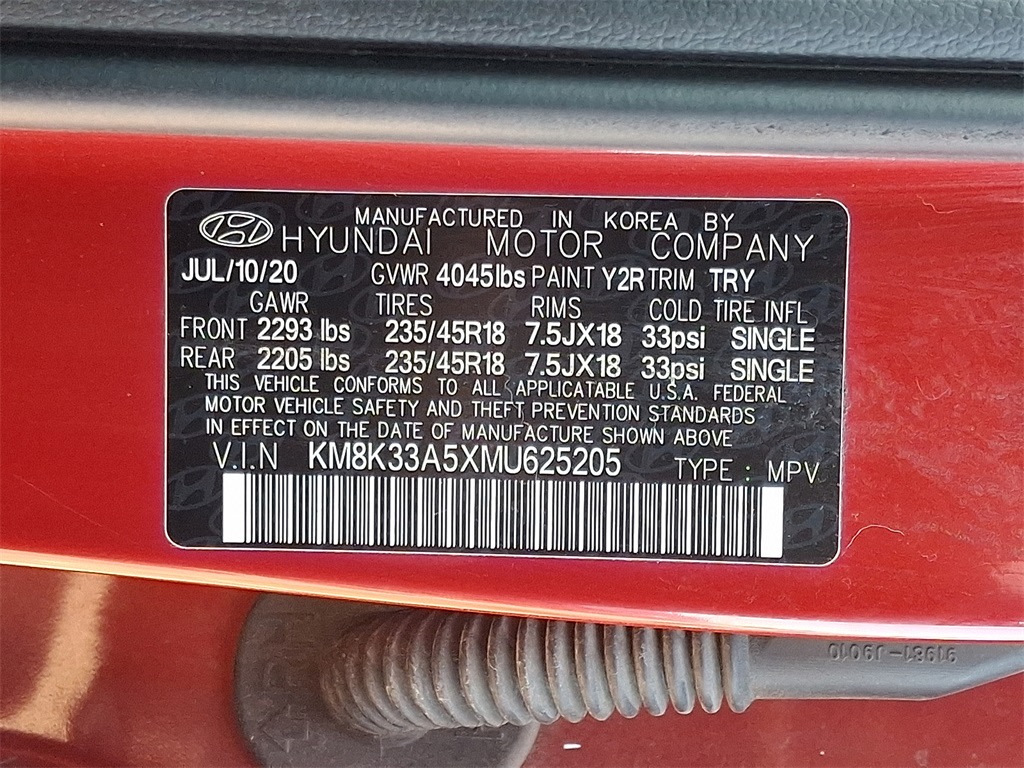 MANUFACTURED IN KOREA BY
HYUNDAI MOTOR COMPANY
JUL/10/20 GVWR 4045lbs PAINT Y2R TRIM TRY
GAWR TIRES RIMS COLD TIRE INFL
FRONT 2293 lbs 235/45R18 7.5JX18 33psi SINGLE
REAR 2205 lbs 235/45R18 7.5JX18 33psi SINGLE
THIS VEHICLE CONFORMS TO ALL APPLICATABLE U.S.A. FEDERAL
MOTOR VEHICLE SAFETY AND THEFT PREVENTION STANDARDS
IN EFFECT ON THE DATE OF MANUFACTURE SHOWN ABOVE
V.I.N KM8K33A5XMU625205 TYPE : MPV
91981-J9010